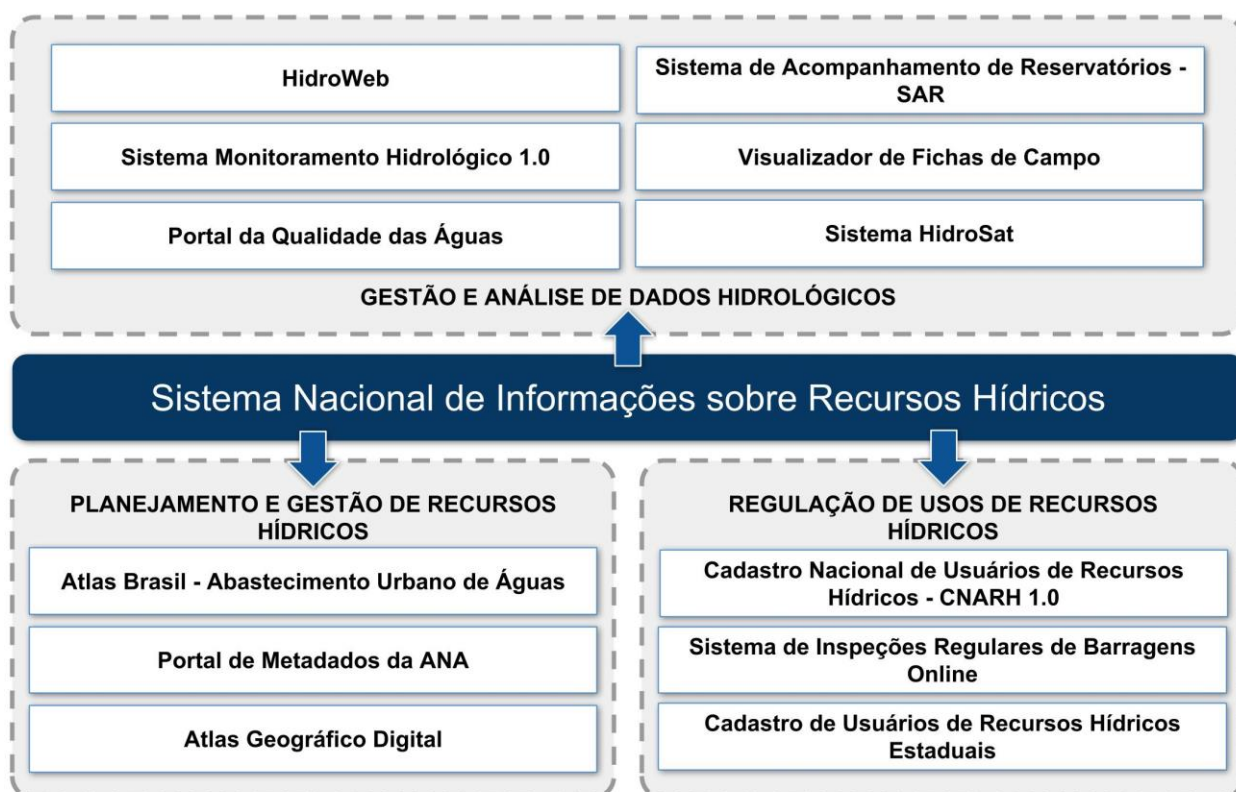 HidroWeb
Sistema de Acompanhamento de Reservatórios -
SAR
Sistema Monitoramento Hidrológico 1.0
Visualizador de Fichas de Campo
Portal da Qualidade das Águas
Sistema HidroSat
GESTÃO E ANÁLISE DE DADOS HIDROLÓGICOS
Sistema Nacional de Informações sobre Recursos Hídricos
PLANEJAMENTO E GESTÃO DE RECURSOS
HÍDRICOS
Atlas Brasil - Abastecimento Urbano de Águas
Portal de Metadados da ANA
Atlas Geográfico Digital
REGULAÇÃO DE USOS DE RECURSOS
HÍDRICOS
Cadastro Nacional de Usuários de Recursos
Hídricos - CNARH 1.0
Sistema de Inspeções Regulares de Barragens
Online
Cadastro de Usuários de Recursos Hídricos
Estaduais